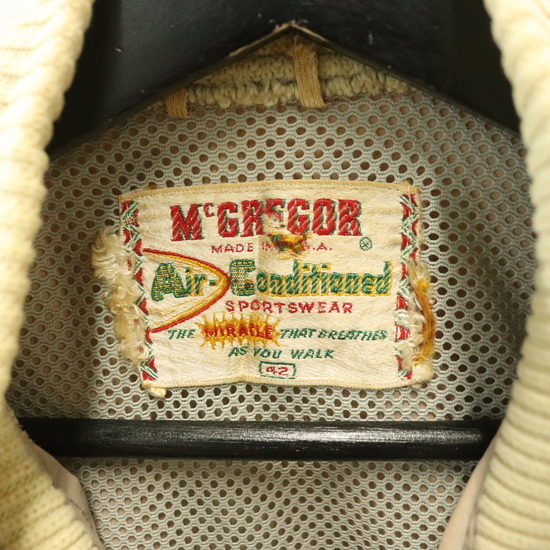 McGREGOR
MADE IN U.S.A.
®
Air-Conditioned
SPORTSWEAR
THE MIRACLE THAT BREATHES
AS YOU WALK
42